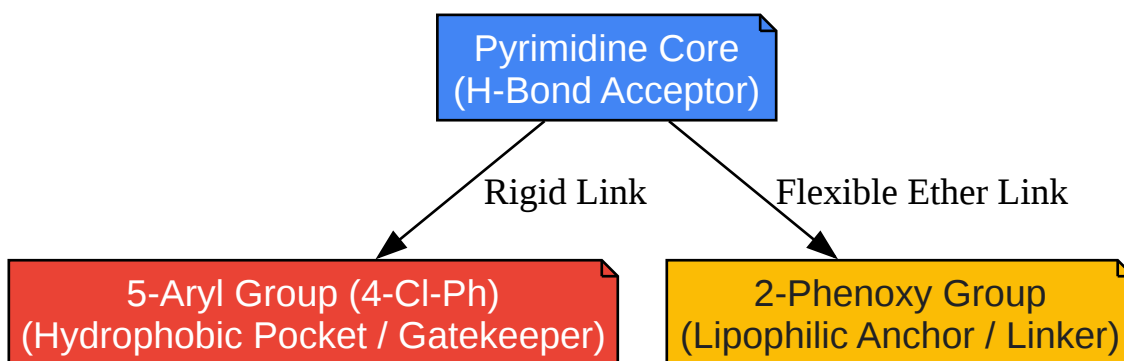 Pyrimidine Core
(H-Bond Acceptor)
Rigid Link
Flexible Ether Link
5-Aryl Group (4-Cl-Ph)
(Hydrophobic Pocket / Gatekeeper)
2-Phenoxy Group
(Lipophilic Anchor / Linker)